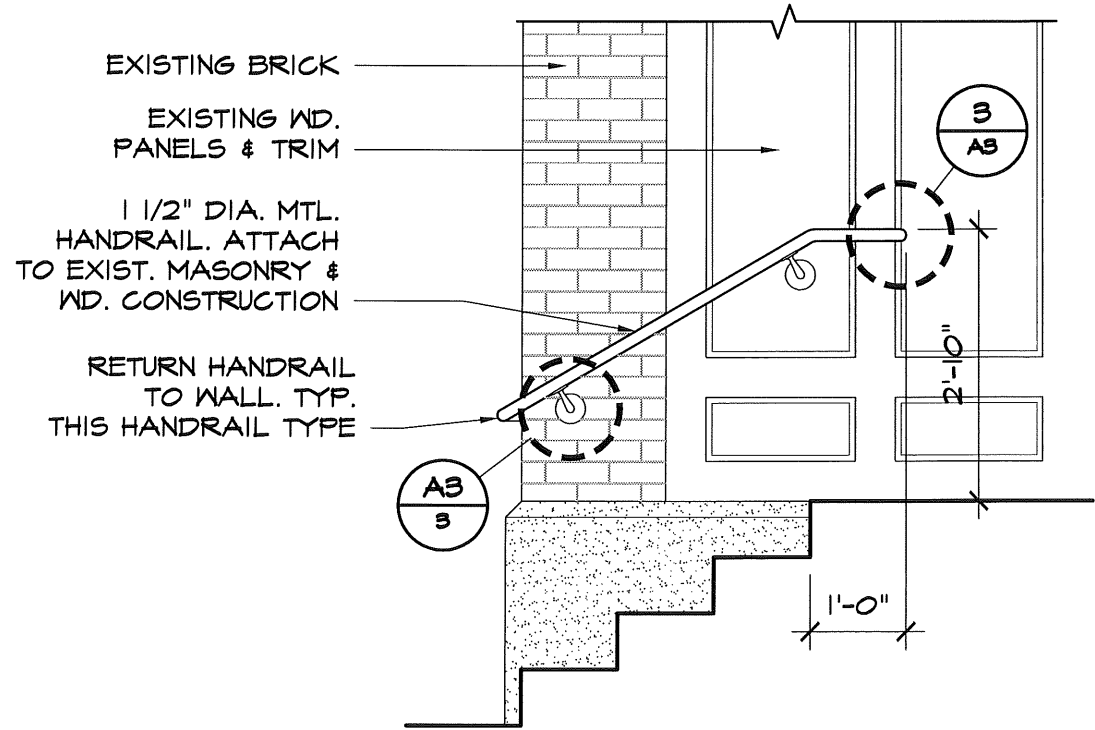 EXISTING BRICK
EXISTING WD.
PANELS & TRIM
1 1/2" DIA. MTL.
HANDRAIL. ATTACH
TO EXIST. MASONRY &
WD. CONSTRUCTION
RETURN HANDRAIL
TO WALL. TYP.
THIS HANDRAIL TYPE
A3
3
3
A3
2'-10"
1'-0"